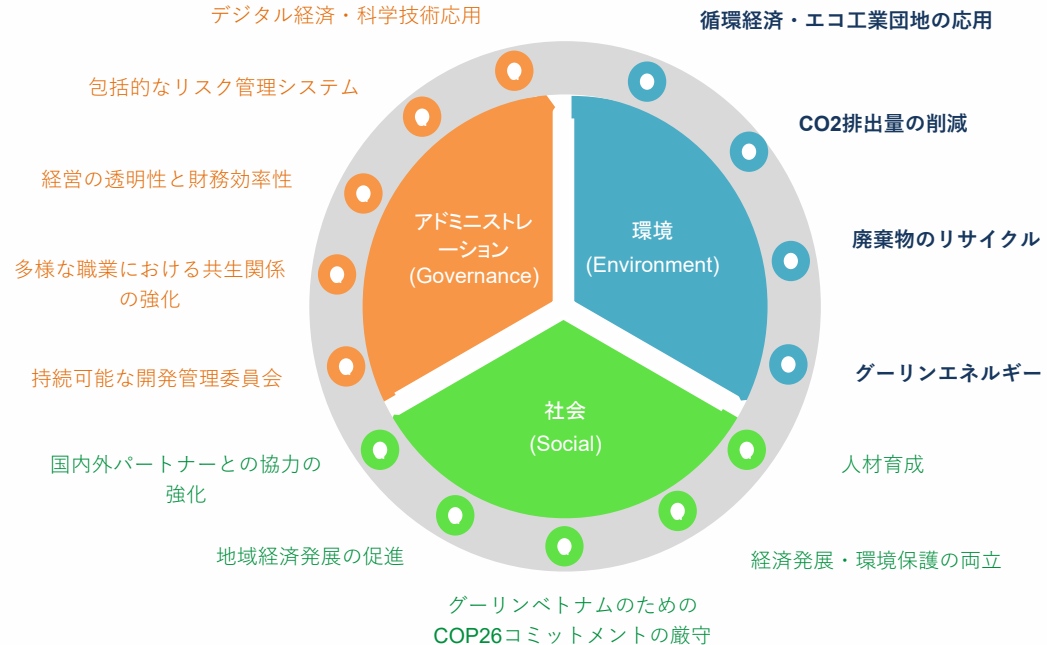 デジタル経済・科学技術応用
循環経済・エコ工業団地の応用
包括的なリスク管理システム
CO2排出量の削減
経営の透明性と財務効率性
アドミニストレ
ーション
(Governance)
環境
(Environment)
廃棄物のリサイクル
多様な職業における共生関係
の強化
持続可能な開発管理委員会
グーリンエネルギー
社会
(Social)
国内外パートナーとの協力の
強化
人材育成
地域経済発展の促進
経済発展・環境保護の両立
グーリンベトナムのための
COP26コミットメントの厳守